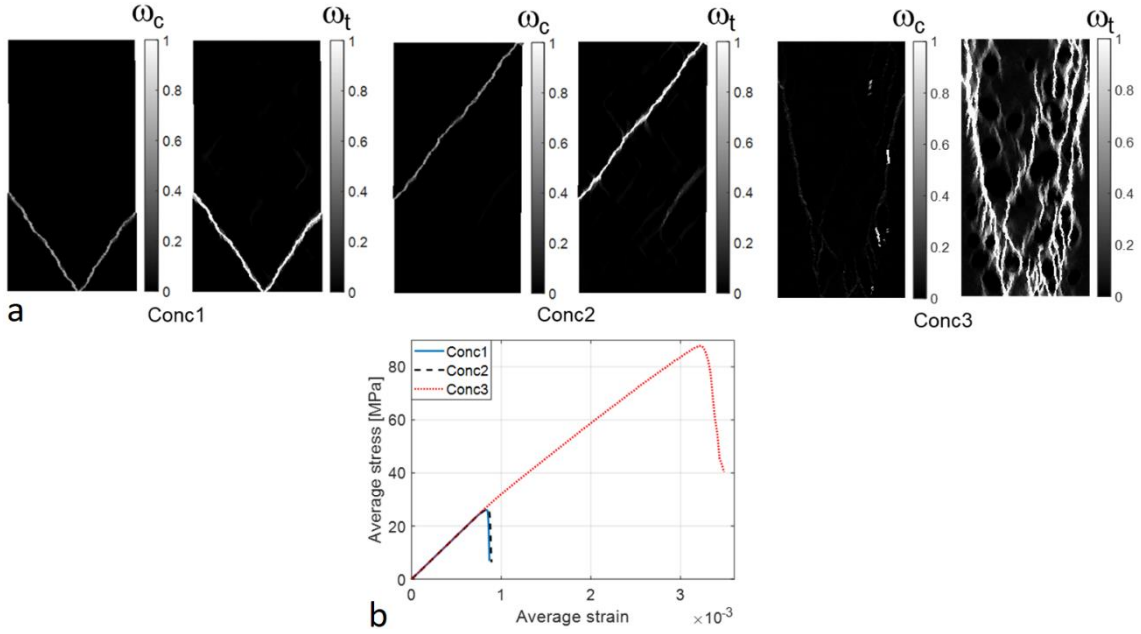 ω_c ω_t ω_c ω_t ω_c ω_t
1 1 1 1 1 1
0.8 0.8 0.8 0.8 0.8 0.8
0.6 0.6 0.6 0.6 0.6 0.6
0.4 0.4 0.4 0.4 0.4 0.4
0.2 0.2 0.2 0.2 0.2 0.2
0 0 0 0 0 0
a Conc1 Conc2 Conc3
Conc1
Conc2
Conc3
Average stress [MPa]
80
60
40
20
0
0 1 2 3
×10⁻³
Average strain
b